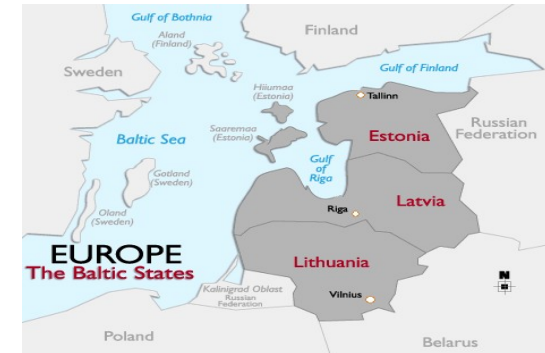 Gulf of Bothnia
Aland
(Finland)
Finland
Sweden
Gulf of Finland
Hiiumaa
(Estonia)
Tallinn
Russian
Federation
Baltic Sea
Saaremaa
(Estonia)
Estonia
Gulf
of
Riga
Gotland
(Sweden)
Oland
(Sweden)
Riga
Latvia
EUROPE
The Baltic States
Lithuania
Kalinigrad Oblast
Russian
Federation
Vilnius
N
Poland
Belarus